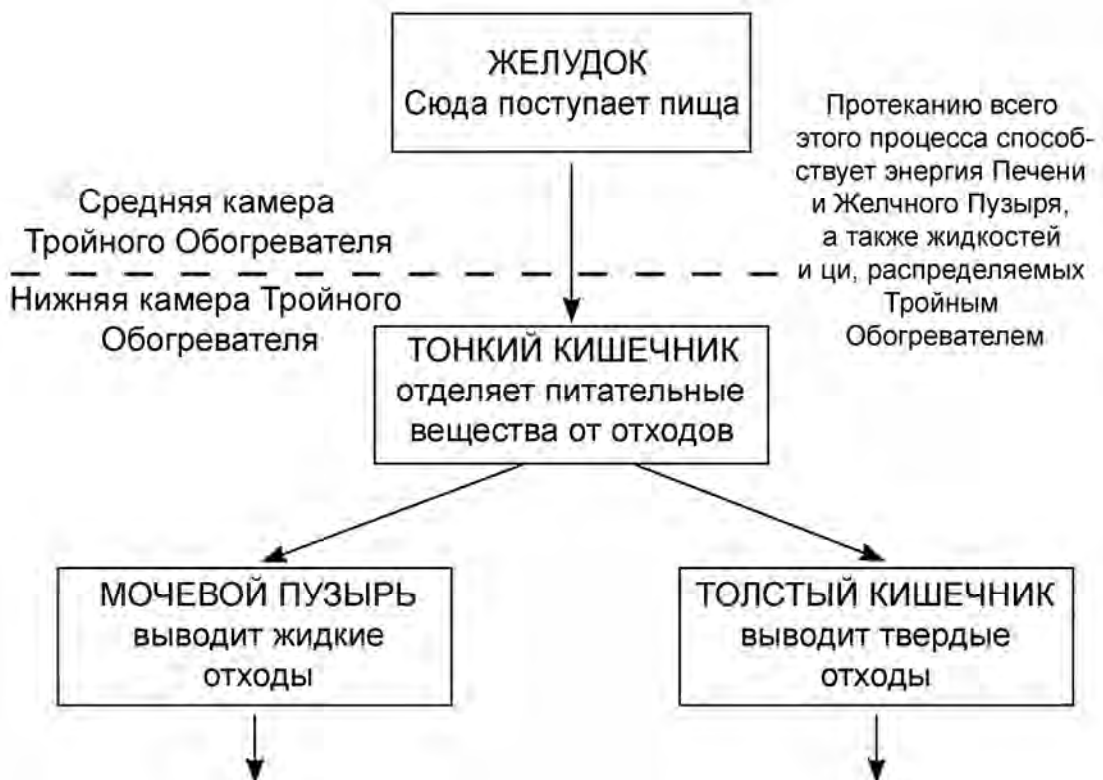 ЖЕЛУДОК
Сюда поступает пища
Протеканию всего
этого процесса способ-
ствует энергия Печени
и Желчного Пузыря,
а также жидкостей
и ци, распределяемых
Тройным
Обогревателем
Средняя камера
Тройного Обогревателя
Нижняя камера Тройного
Обогревателя
ТОНКИЙ КИШЕЧНИК
отделяет питательные
вещества от отходов
МОЧЕВОЙ ПУЗЫРЬ
выводит жидкие
отходы
ТОЛСТЫЙ КИШЕЧНИК
выводит твердые
отходы